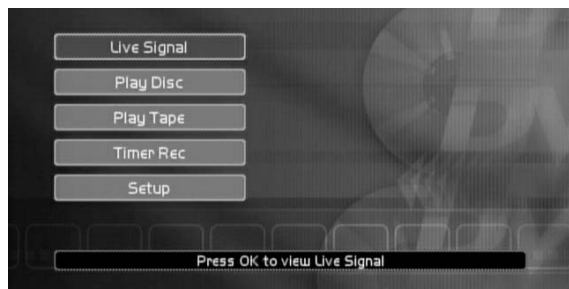 Live Signal
Play Disc
Play Tape
Timer Rec
Setup
Press OK to view Live Signal